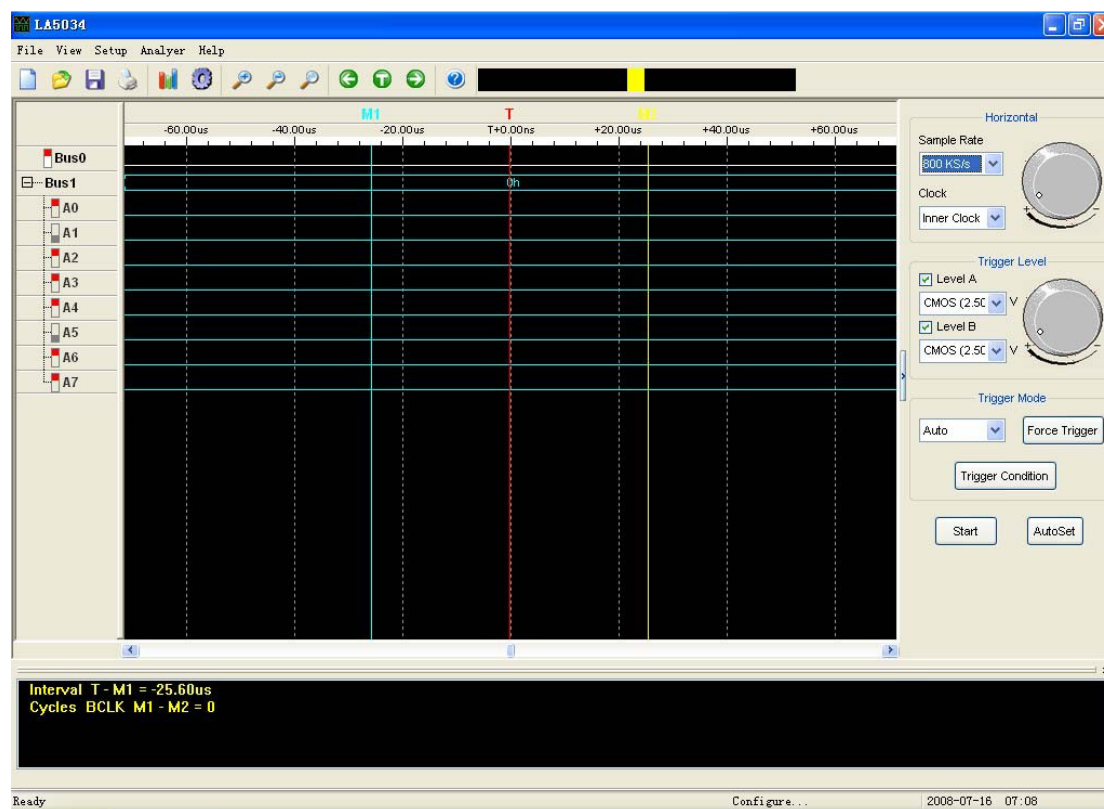 LA5034
File View Setup Analyer Help
M1 T M2
-60.00us -40.00us -20.00us T+0.00ns +20.00us +40.00us +60.00us
Bus0
Bus1
0h
A0
A1
A2
A3
A4
A5
A6
A7
Horizontal
Sample Rate
800 KS/s
Clock
Inner Clock
+ −
Trigger Level
Level A
CMOS (2.50 V
Level B
CMOS (2.50 V
+ −
Trigger Mode
Auto Force Trigger
Trigger Condition
Start AutoSet
Interval T - M1 = -25.60us
Cycles BCLK M1 - M2 = 0
Ready Configure... 2008-07-16 07:08